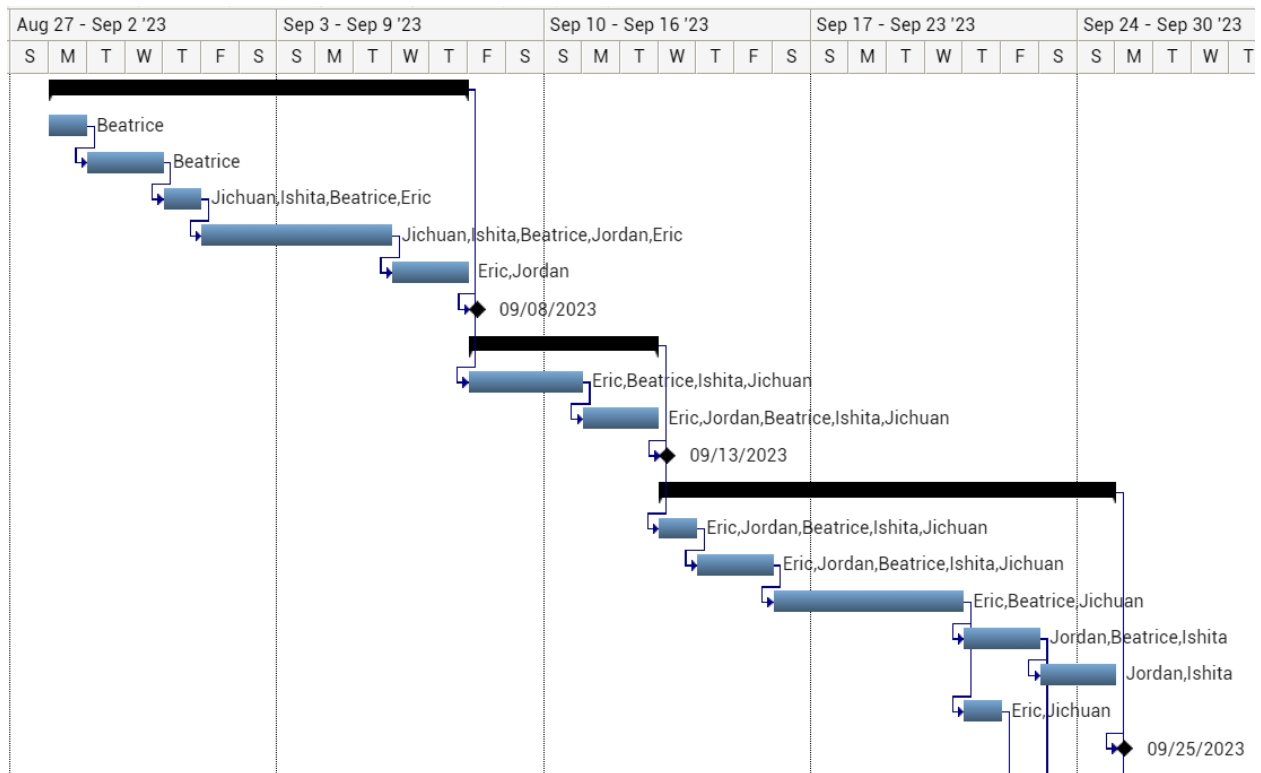 Aug 27 - Sep 2 '23 Sep 3 - Sep 9 '23 Sep 10 - Sep 16 '23 Sep 17 - Sep 23 '23 Sep 24 - Sep 30 '23
S M T W T F S S M T W T F S S M T W T F S S M T W T F S S M T W T
Beatrice
Beatrice
Jichuan,Ishita,Beatrice,Eric
Jichuan,Ishita,Beatrice,Jordan,Eric
Eric,Jordan
09/08/2023
Eric,Beatrice,Ishita,Jichuan
Eric,Jordan,Beatrice,Ishita,Jichuan
09/13/2023
Eric,Jordan,Beatrice,Ishita,Jichuan
Eric,Jordan,Beatrice,Ishita,Jichuan
Eric,Beatrice,Jichuan
Jordan,Beatrice,Ishita
Jordan,Ishita
Eric,Jichuan
09/25/2023